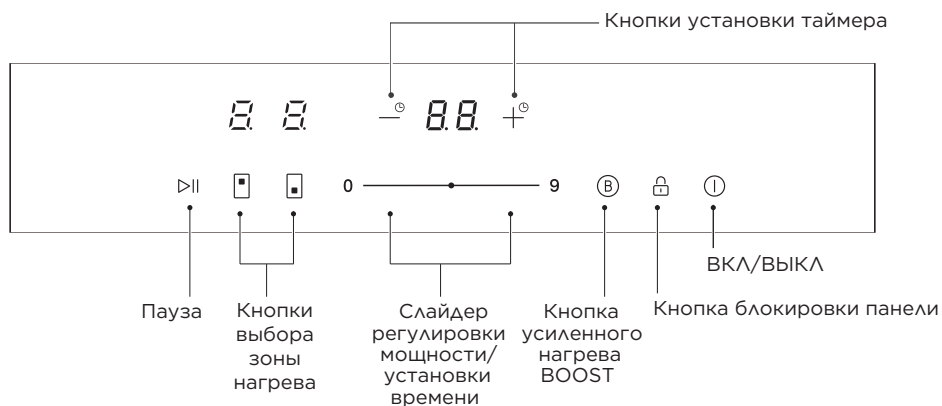 Кнопки установки таймера
8. 8. 8.8.
0 9 B
ВКЛ/ВЫКЛ
Пауза
Кнопки
выбора
зоны
нагрева
Слайдер
регулировки
мощности/
установки
времени
Кнопка
усиленного
нагрева
BOOST
Кнопка блокировки панели